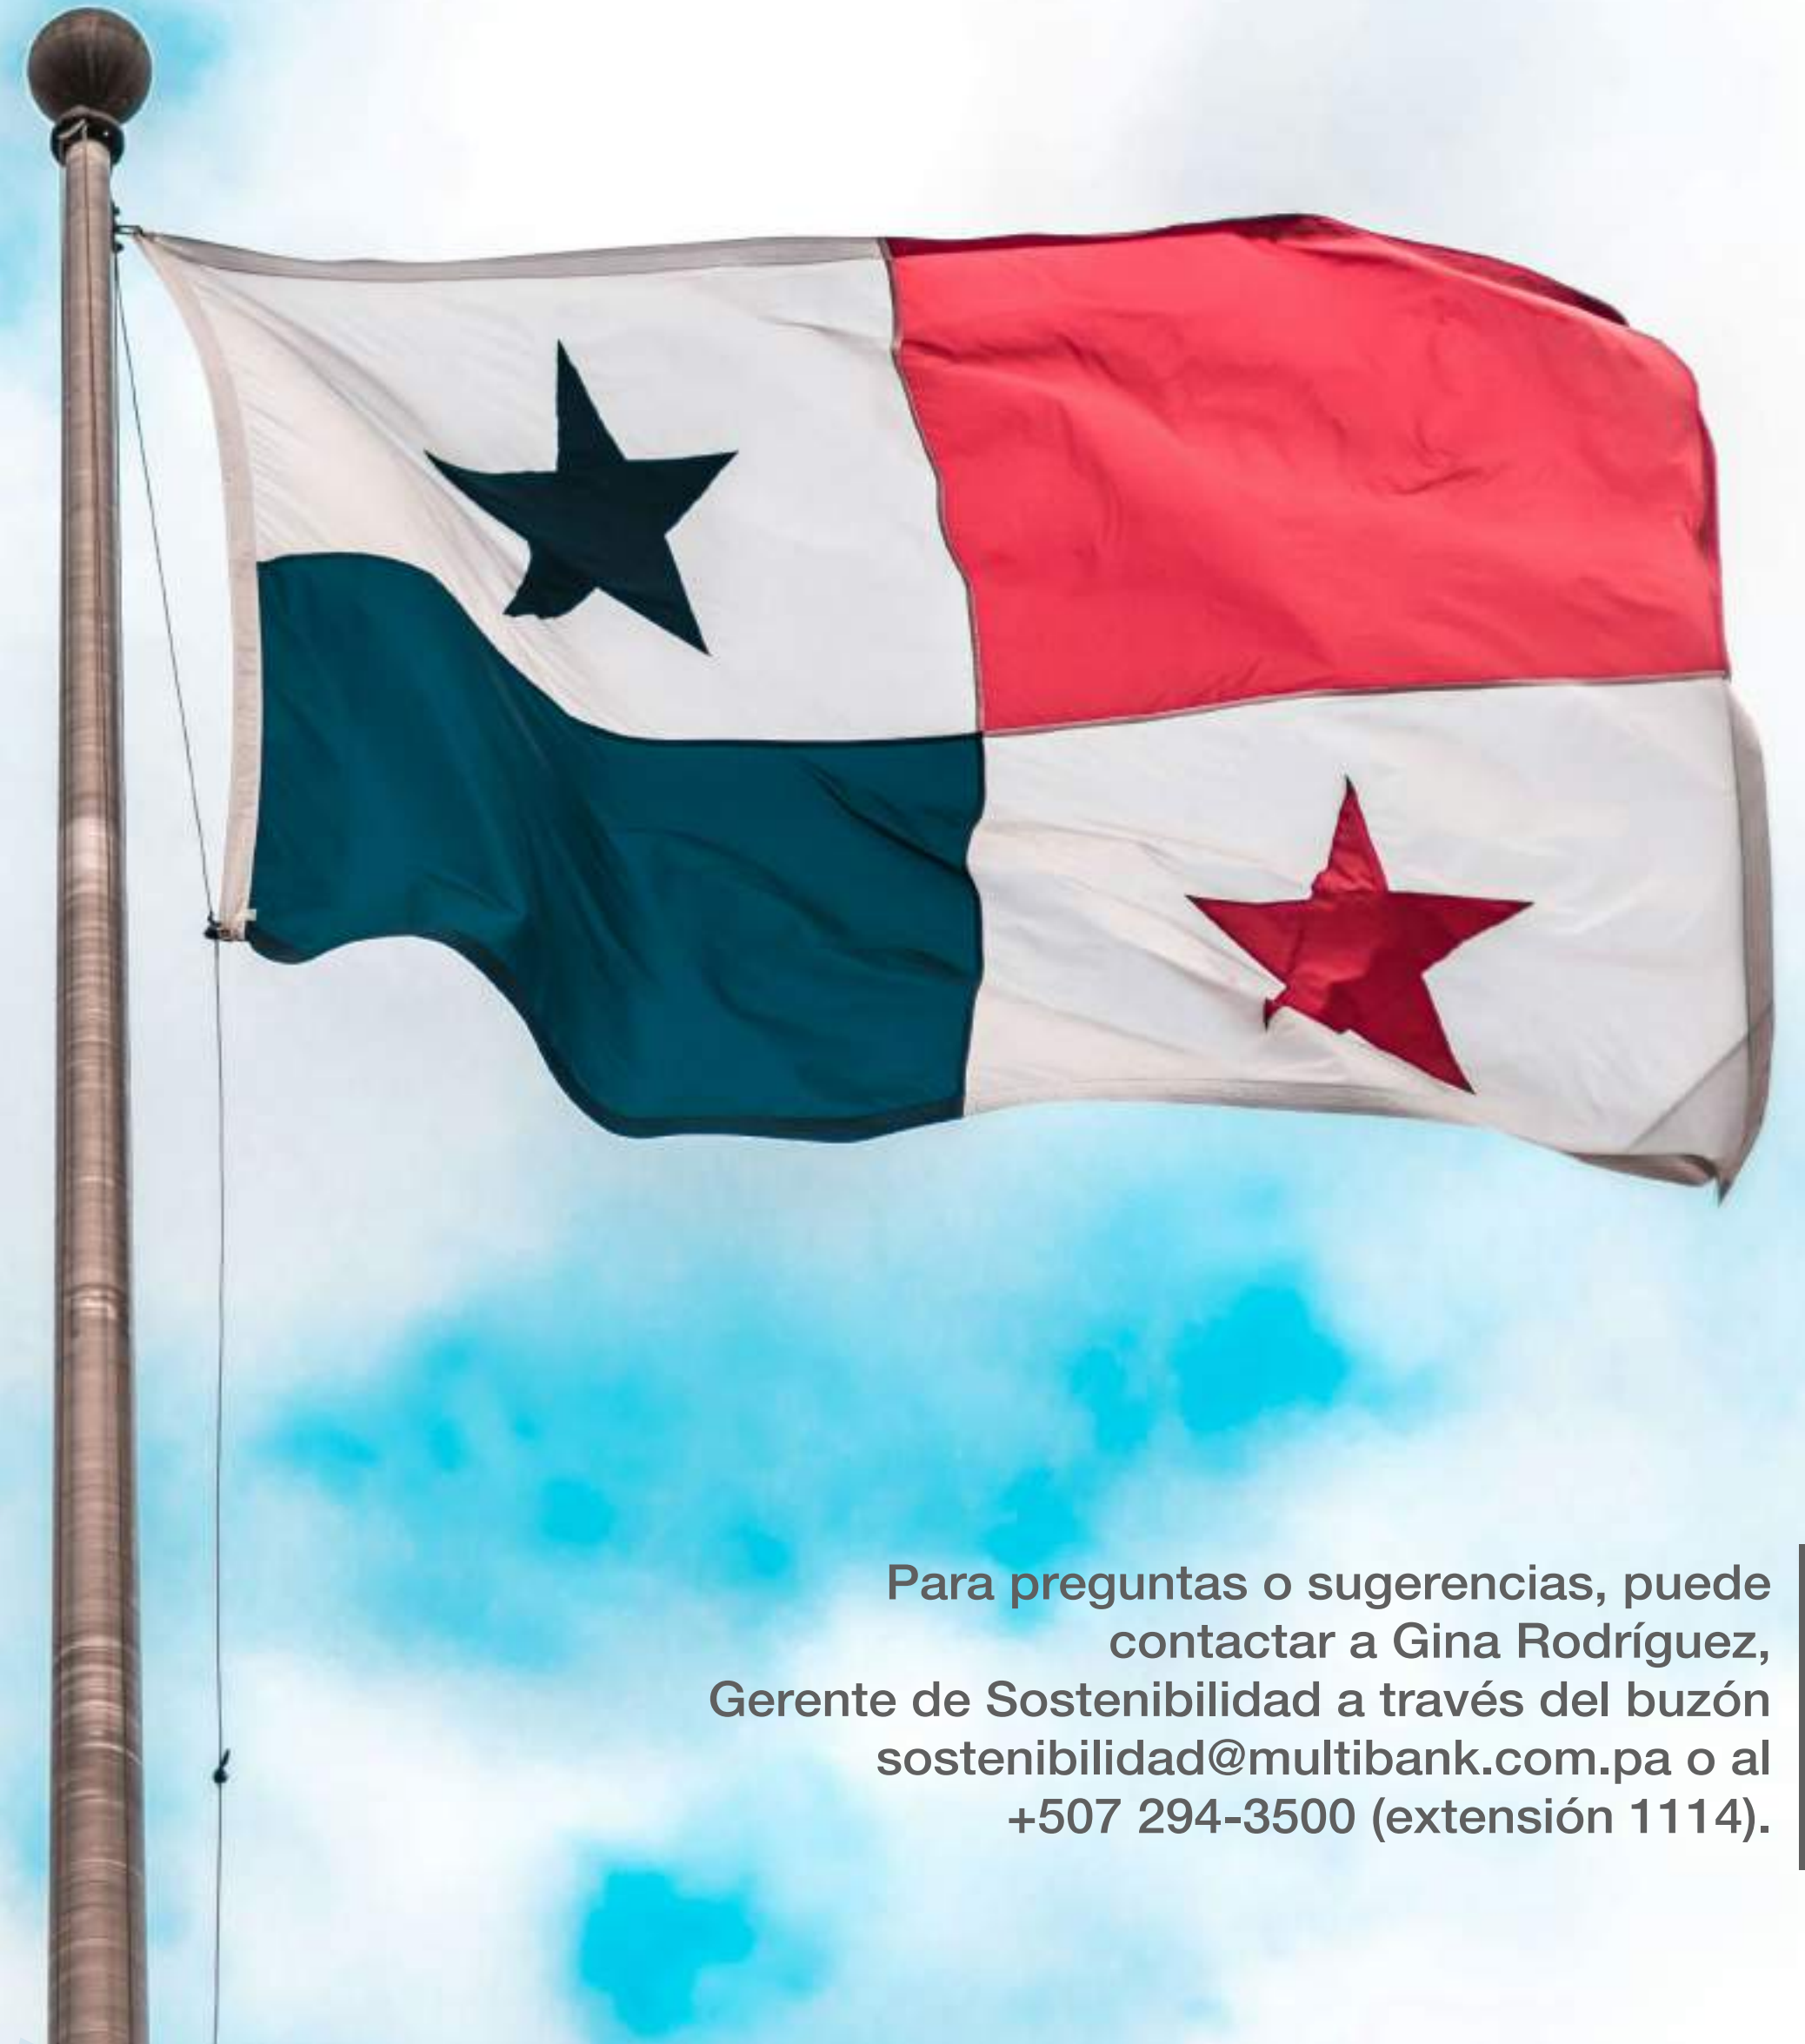 Para preguntas o sugerencias, puede
contactar a Gina Rodríguez,
Gerente de Sostenibilidad a través del buzón
sostenibilidad@multibank.com.pa o al
+507 294-3500 (extensión 1114).